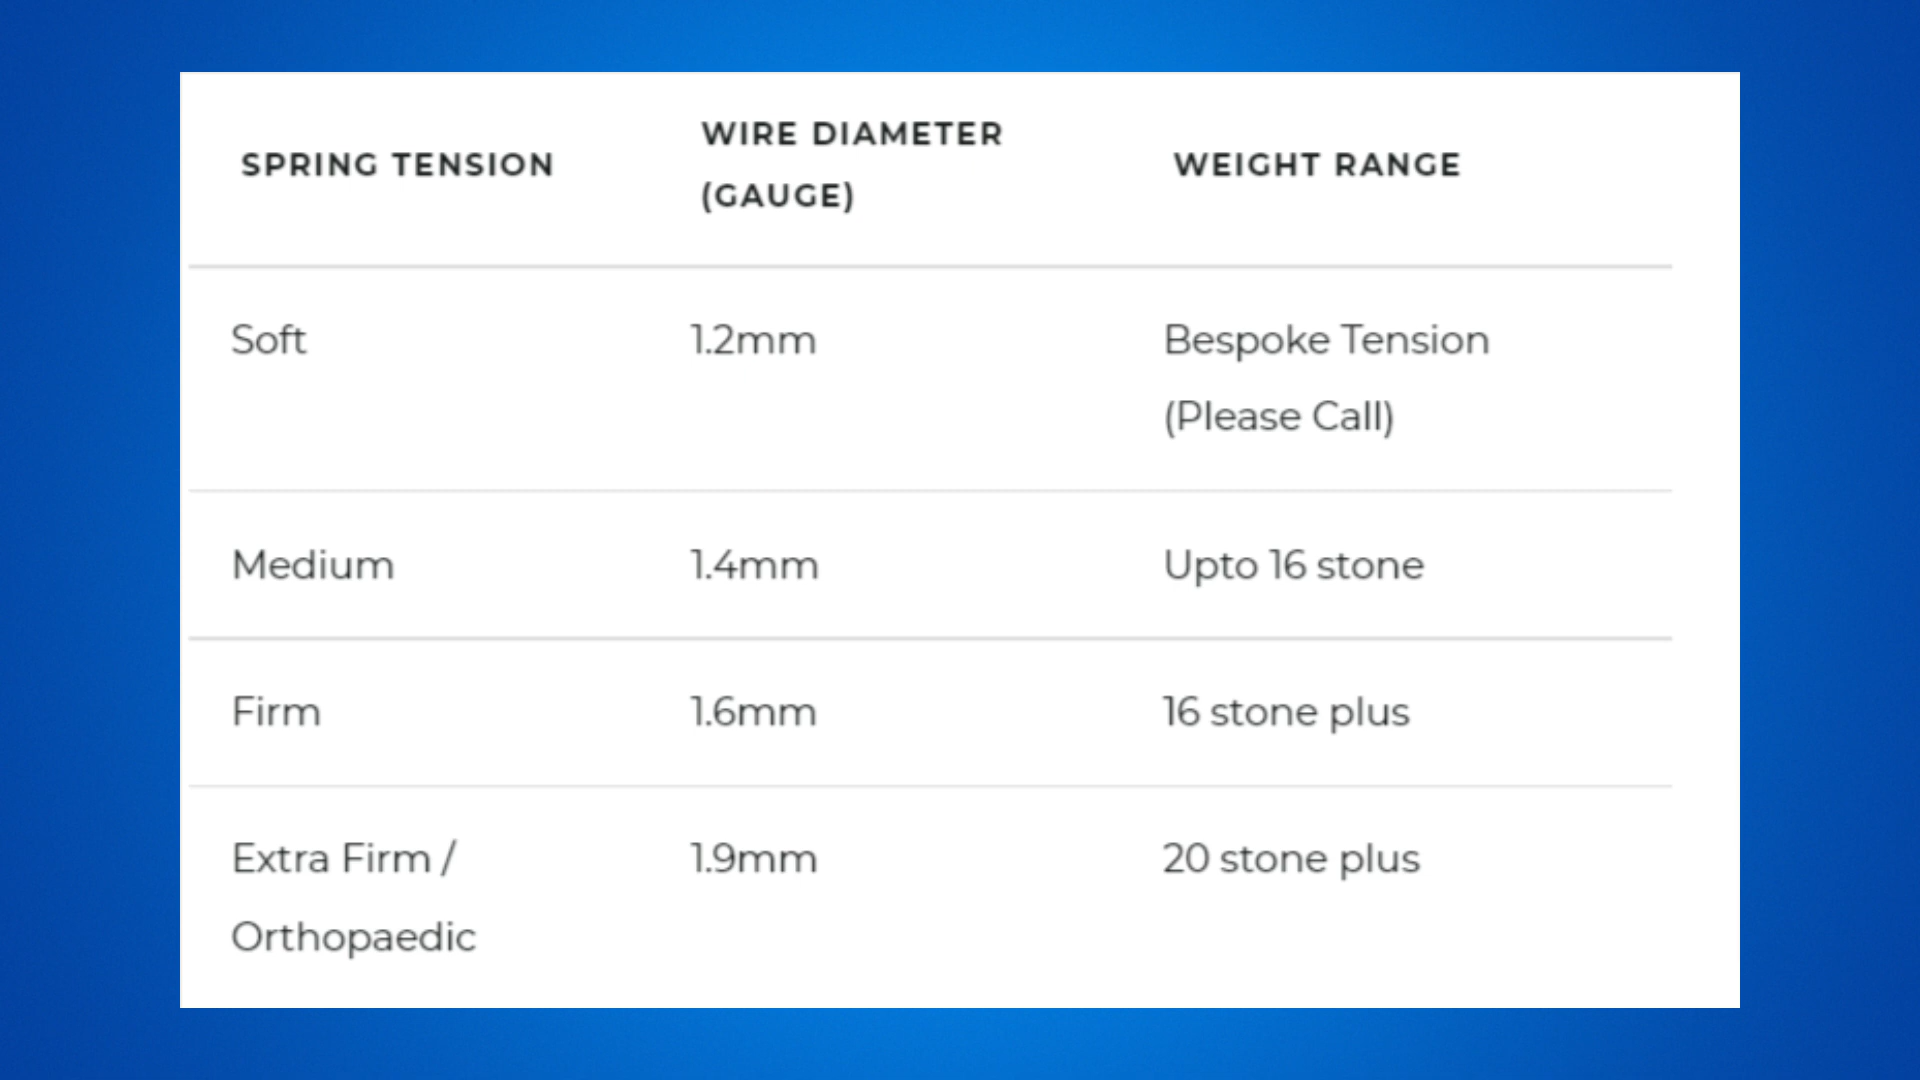 SPRING TENSION
WIRE DIAMETER
(GAUGE)
WEIGHT RANGE
Soft
1.2mm
Bespoke Tension
(Please Call)
Medium
1.4mm
Upto 16 stone
Firm
1.6mm
16 stone plus
Extra Firm /
Orthopaedic
1.9mm
20 stone plus